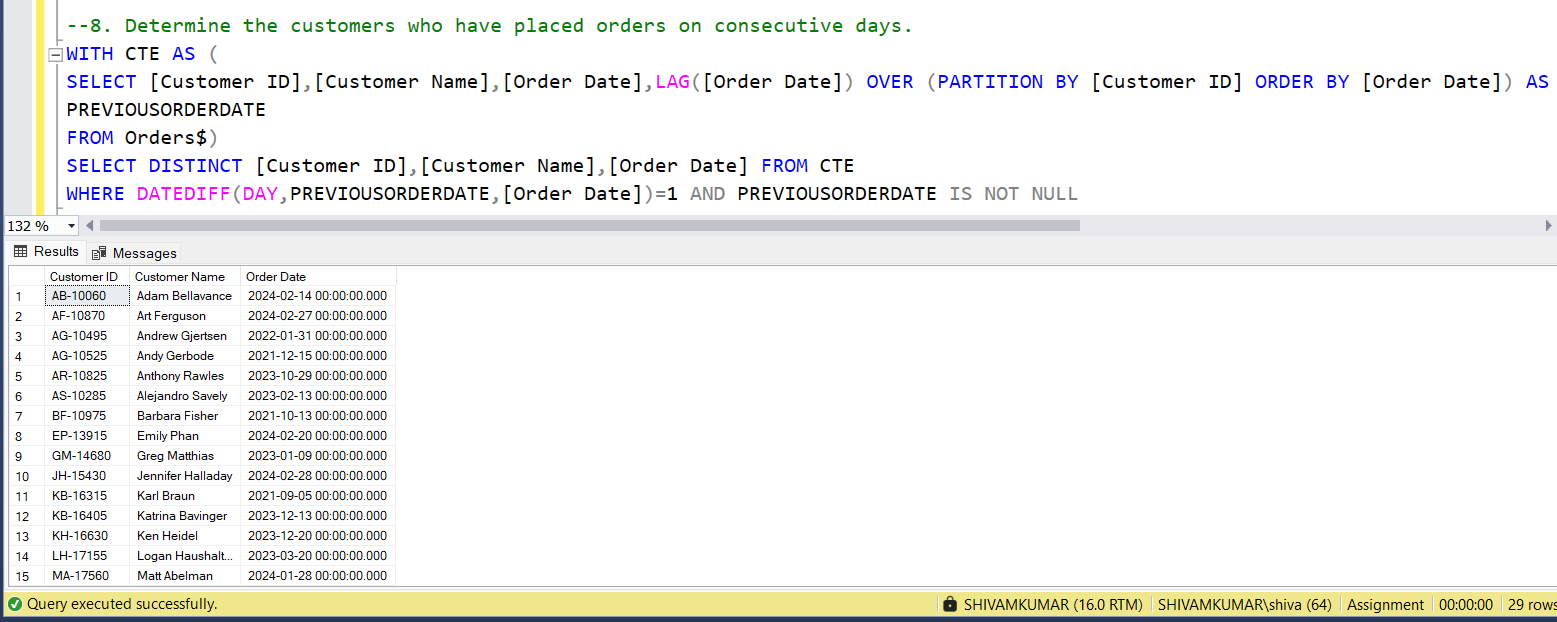 --8. Determine the customers who have placed orders on consecutive days.
WITH CTE AS (
SELECT [Customer ID],[Customer Name],[Order Date],LAG([Order Date]) OVER (PARTITION BY [Customer ID] ORDER BY [Order Date]) AS
PREVIOUSORDERDATE
FROM Orders$)
SELECT DISTINCT [Customer ID],[Customer Name],[Order Date] FROM CTE
WHERE DATEDIFF(DAY,PREVIOUSORDERDATE,[Order Date])=1 AND PREVIOUSORDERDATE IS NOT NULL
132 %
Results Messages
Customer ID Customer Name Order Date
1 AB-10060 Adam Bellavance 2024-02-14 00:00:00.000
2 AF-10870 Art Ferguson 2024-02-27 00:00:00.000
3 AG-10495 Andrew Gjertsen 2022-01-31 00:00:00.000
4 AG-10525 Andy Gerbode 2021-12-15 00:00:00.000
5 AR-10825 Anthony Rawles 2023-10-29 00:00:00.000
6 AS-10285 Alejandro Savely 2023-02-13 00:00:00.000
7 BF-10975 Barbara Fisher 2021-10-13 00:00:00.000
8 EP-13915 Emily Phan 2024-02-20 00:00:00.000
9 GM-14680 Greg Matthias 2023-01-09 00:00:00.000
10 JH-15430 Jennifer Halladay 2024-02-28 00:00:00.000
11 KB-16315 Karl Braun 2021-09-05 00:00:00.000
12 KB-16405 Katrina Bavinger 2023-12-13 00:00:00.000
13 KH-16630 Ken Heidel 2023-12-20 00:00:00.000
14 LH-17155 Logan Haushalt... 2023-03-20 00:00:00.000
15 MA-17560 Matt Abelman 2024-01-28 00:00:00.000
Query executed successfully. SHIVAMKUMAR (16.0 RTM) SHIVAMKUMAR\shiva (64) Assignment 00:00:00 29 rows